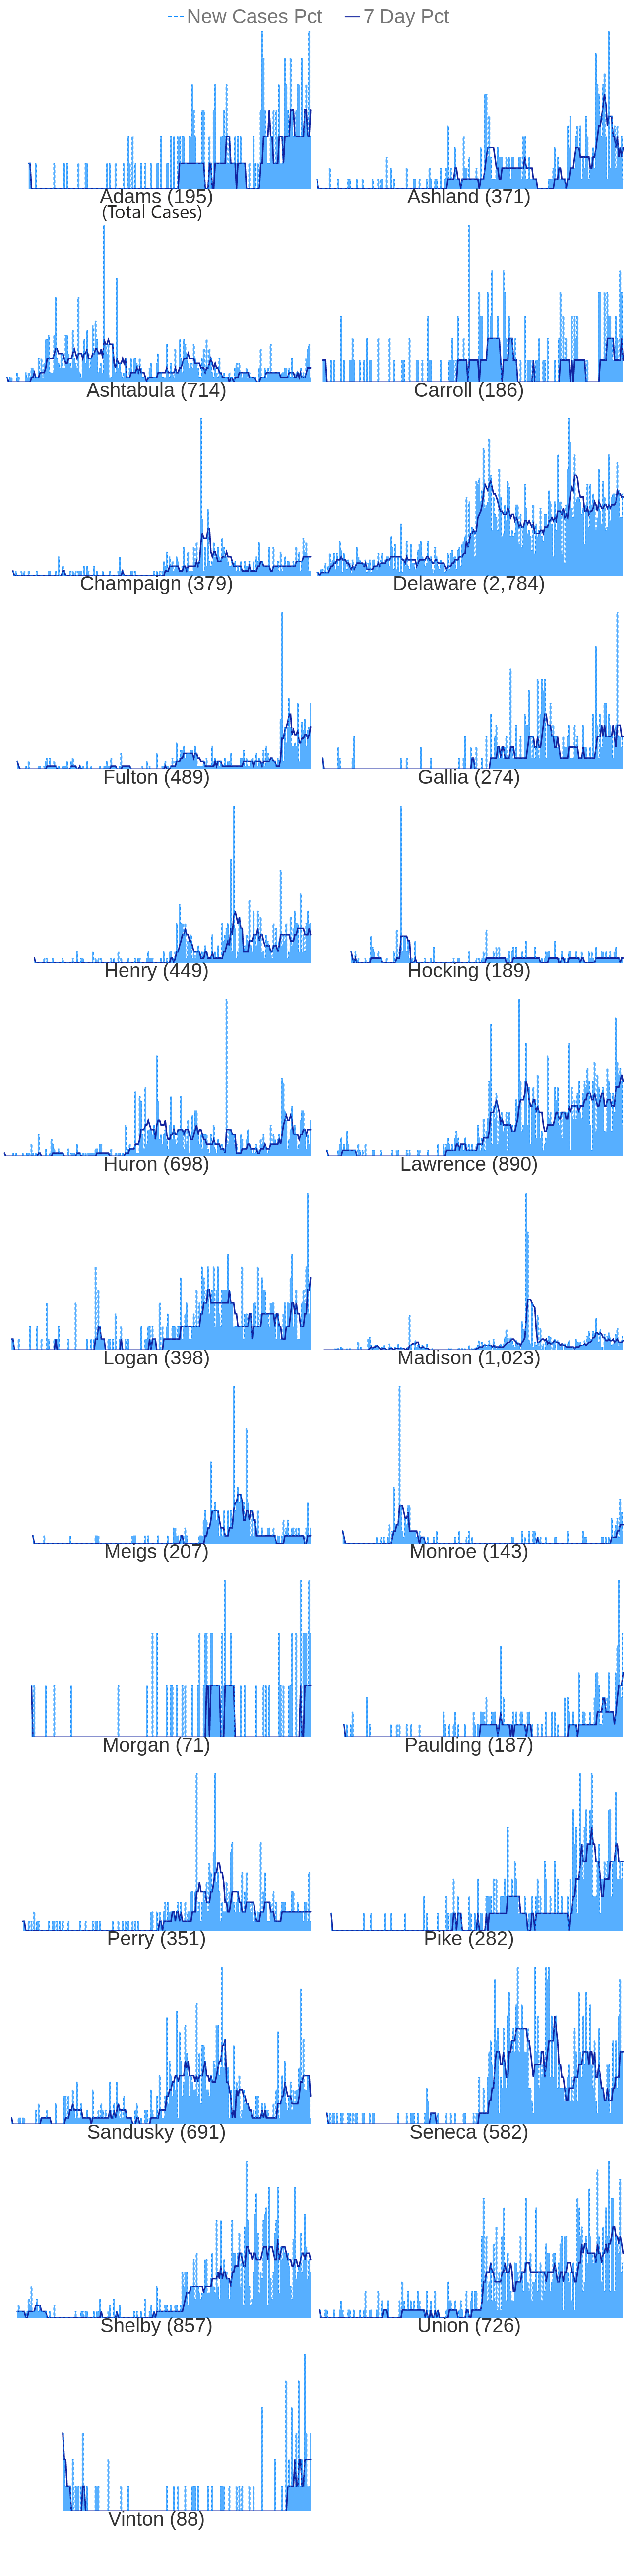 New Cases Pct 7 Day Pct
Adams (195) Ashland (371)
(Total Cases)
Ashtabula (714) Carroll (186)
Champaign (379) Delaware (2,784)
Fulton (489) Gallia (274)
Henry (449) Hocking (189)
Huron (698) Lawrence (890)
Logan (398) Madison (1,023)
Meigs (207) Monroe (143)
Morgan (71) Paulding (187)
Perry (351) Pike (282)
Sandusky (691) Seneca (582)
Shelby (857) Union (726)
Vinton (88)